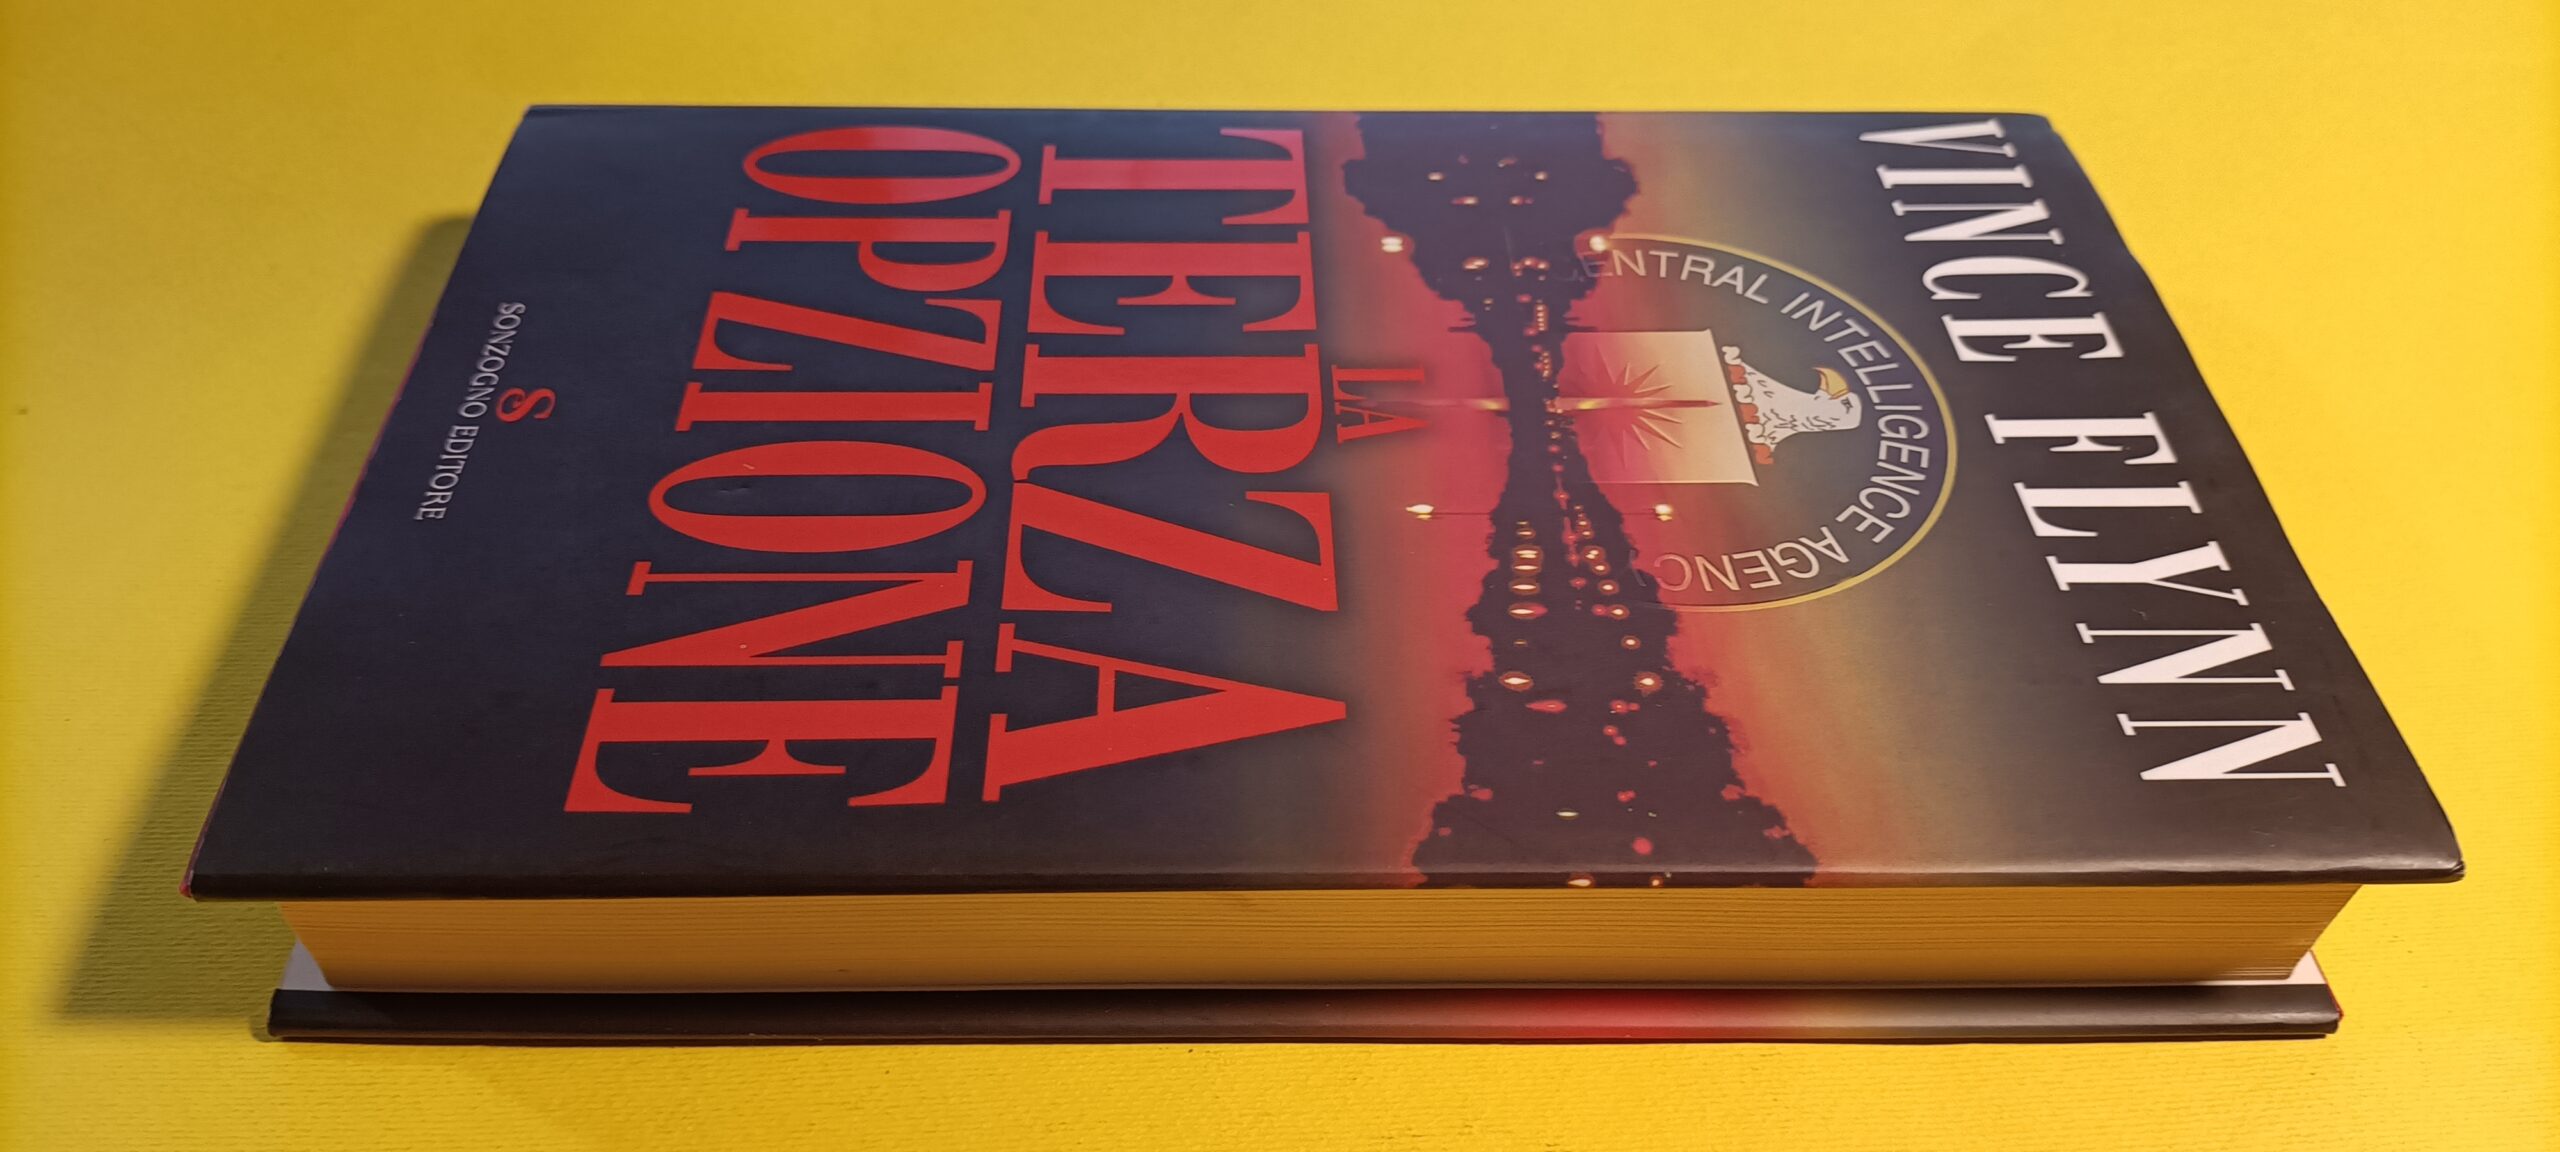 VINCE FLYNN
CENTRAL INTELLIGENCE AGENC
LA
TERZA
OPZIONE
S
SONZOGNO EDITORE